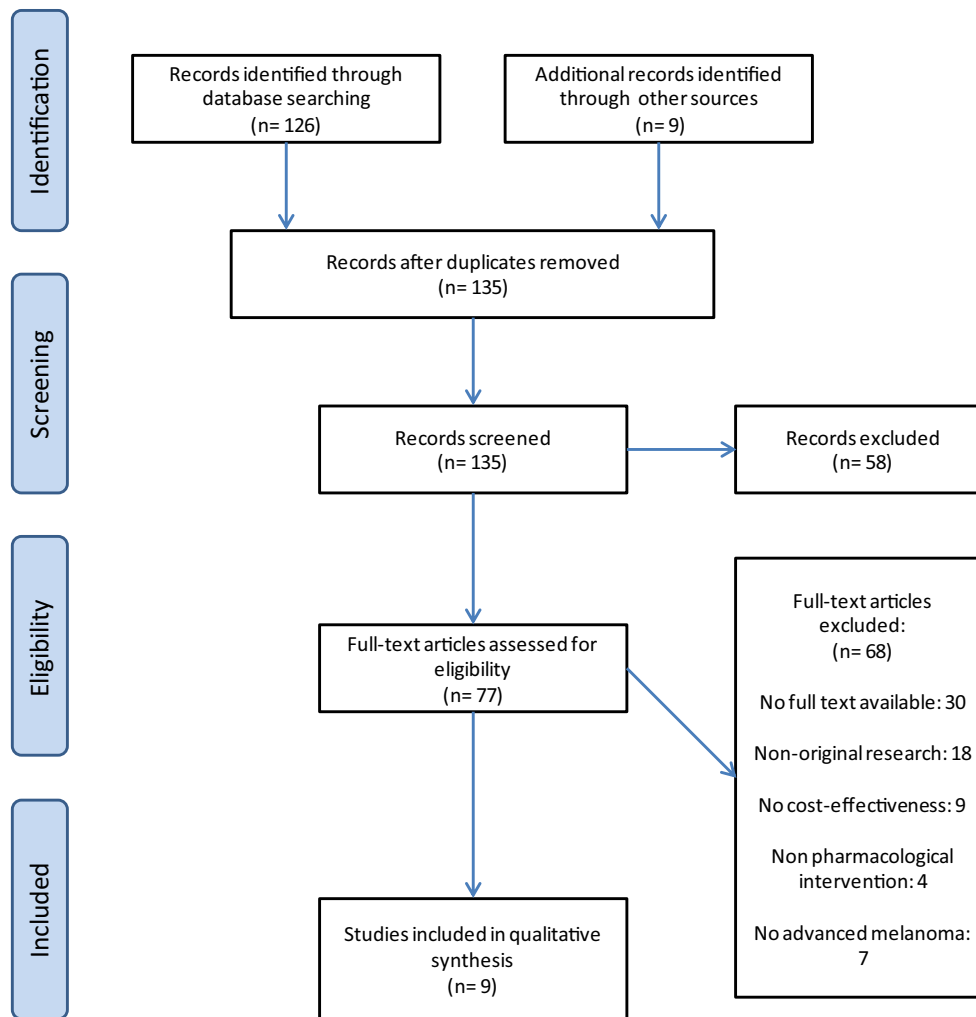 Identification
Records identified through
database searching
(n= 126)
Additional records identified
through other sources
(n= 9)
Records after duplicates removed
(n= 135)
Screening
Records screened
(n= 135)
Records excluded
(n= 58)
Eligibility
Full-text articles assessed for
eligibility
(n= 77)
Full-text articles
excluded:
(n= 68)
No full text available: 30
Non-original research: 18
No cost-effectiveness: 9
Non pharmacological
intervention: 4
No advanced melanoma:
7
Included
Studies included in qualitative
synthesis
(n= 9)